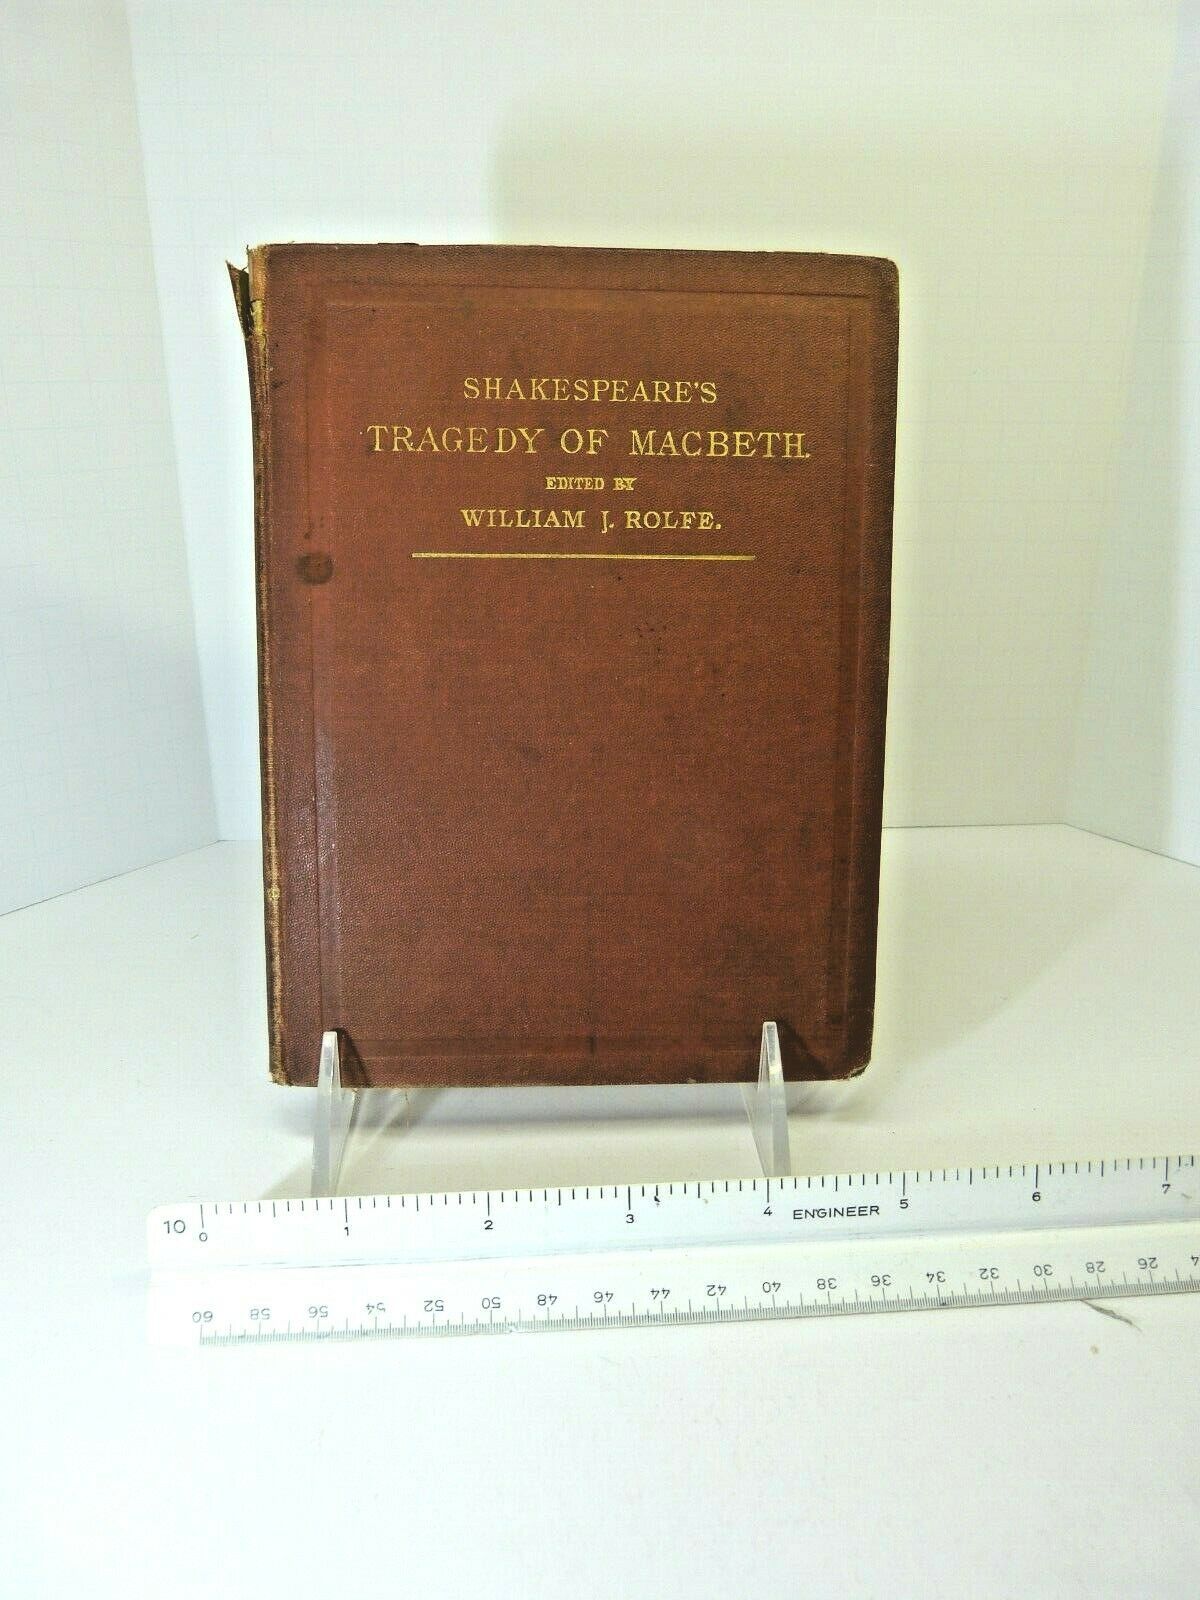 SHAKESPEARE'S
TRAGEDY OF MACBETH.
EDITED BY
WILLIAM J. ROLFE.
10 0 1 2 3 4 ENGINEER 5 6 7
60 58 56 54 52 50 48 46 44 42 40 38 36 34 32 30 28 26